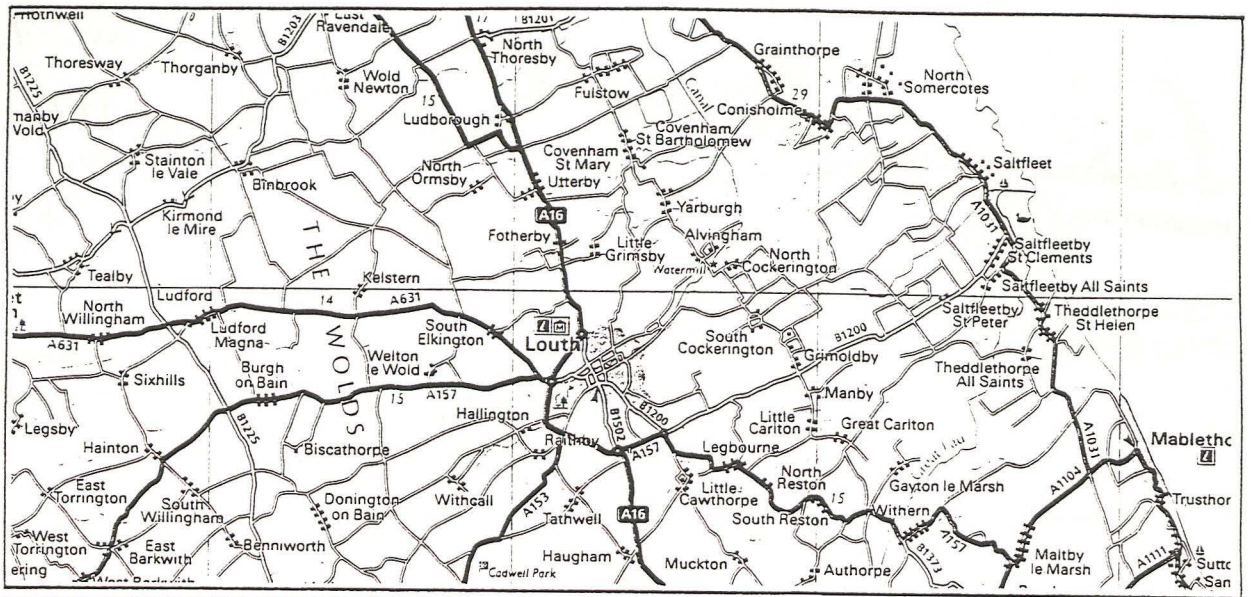 East
Ravendale
17
B1201
North
Thoresby
B1203
Thoresway
Thorganby
Wold
Newton
15
Fulstow
Grainthorpe
29
Conisholme
North
Somercotes
B1225
Ludborough
Canal
Covenham
St Bartholomew
Stainton
le Vale
Binbrook
North
Ormsby
Covenham
St Mary
Utterby
Saltfleet
Kirmond
le Mire
THE
WOLDS
A16
Yarburgh
Fotherby
Little
Grimsby
Alvingham
Watermill
North
Cockerington
A1031
Saltfleetby
St Clements
Tealby
Kelstern
Saltfleetby All Saints
North
Willingham
Ludford
14
A631
Saltfleetby
St Peter
Theddlethorpe
St Helen
A631
Ludford
Magna
South
Elkington
i M
Louth
South
Cockerington
B1200
Grimoldby
Theddlethorpe
All Saints
Sixhills
Burgh
on Bain
Welton
le Wold
15
A157
Manby
Legsby
Hallington
B1502
B1200
Little
Carlton
Great Carlton
A1031
Hainton
B1225
Biscathorpe
Raithby
A157
Legbourne
Great Eau
A1104
i
East
Torrington
South
Willingham
Donington
on Bain
Withcall
A153
Tathwell
Little
Cawthorpe
North
Reston
15
Gayton le Marsh
South Reston
Withern
A157
West
Torrington
East
Barkwith
Benniworth
A16
Haugham
Muckton
B1373
Maltby
le Marsh
A1111
Cadwell Park
Authorpe
West Barkwith